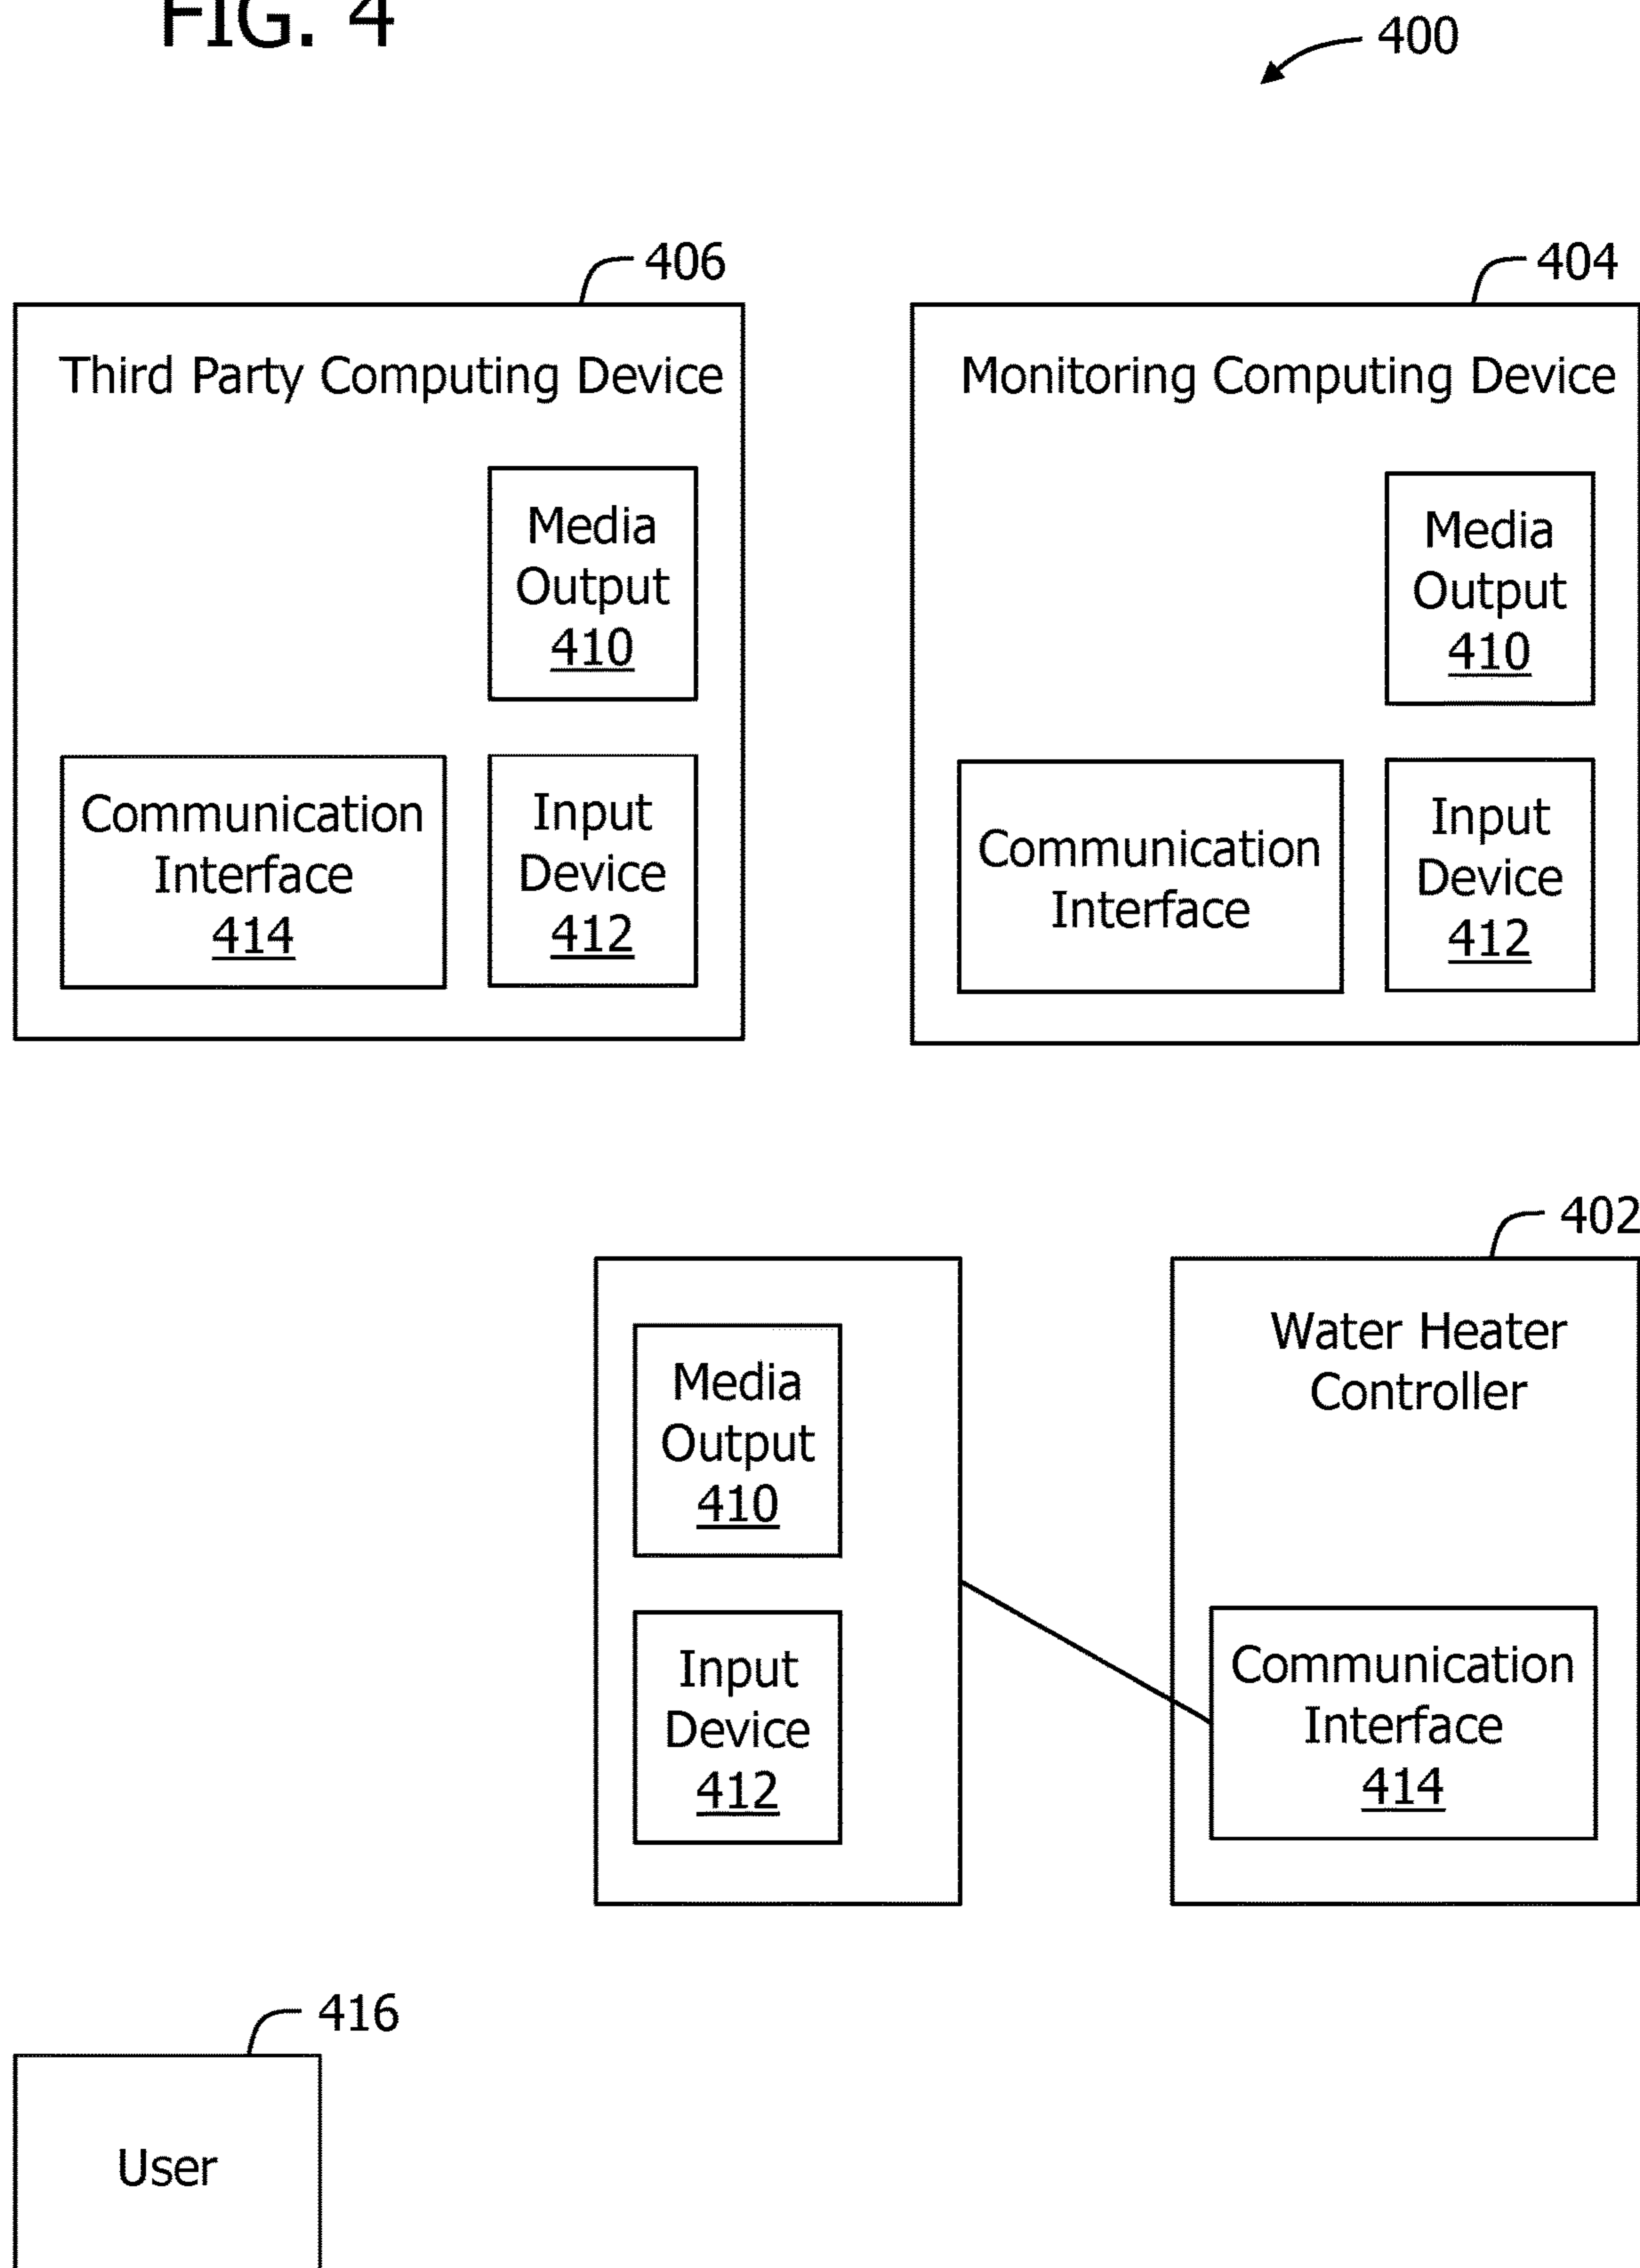 FIG. 4
400
406
Third Party Computing Device
Media
Output
410
Communication
Interface
414
Input
Device
412
404
Monitoring Computing Device
Media
Output
410
Communication
Interface
Input
Device
412
Media
Output
410
Input
Device
412
402
Water Heater
Controller
Communication
Interface
414
416
User